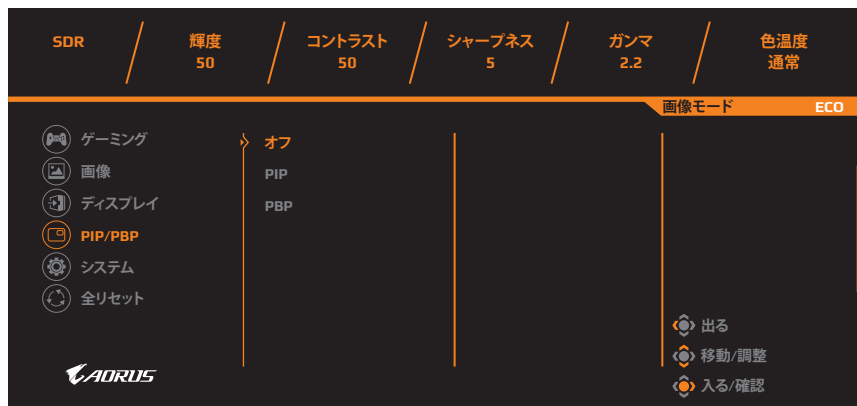 SDR 輝度 コントラスト シャープネス ガンマ 色温度
50 50 5 2.2 通常
画像モード ECO
ゲーミング オフ
画像 PIP
ディスプレイ PBP
PIP/PBP
システム
全リセット
出る
移動/調整
入る/確認
AORUS